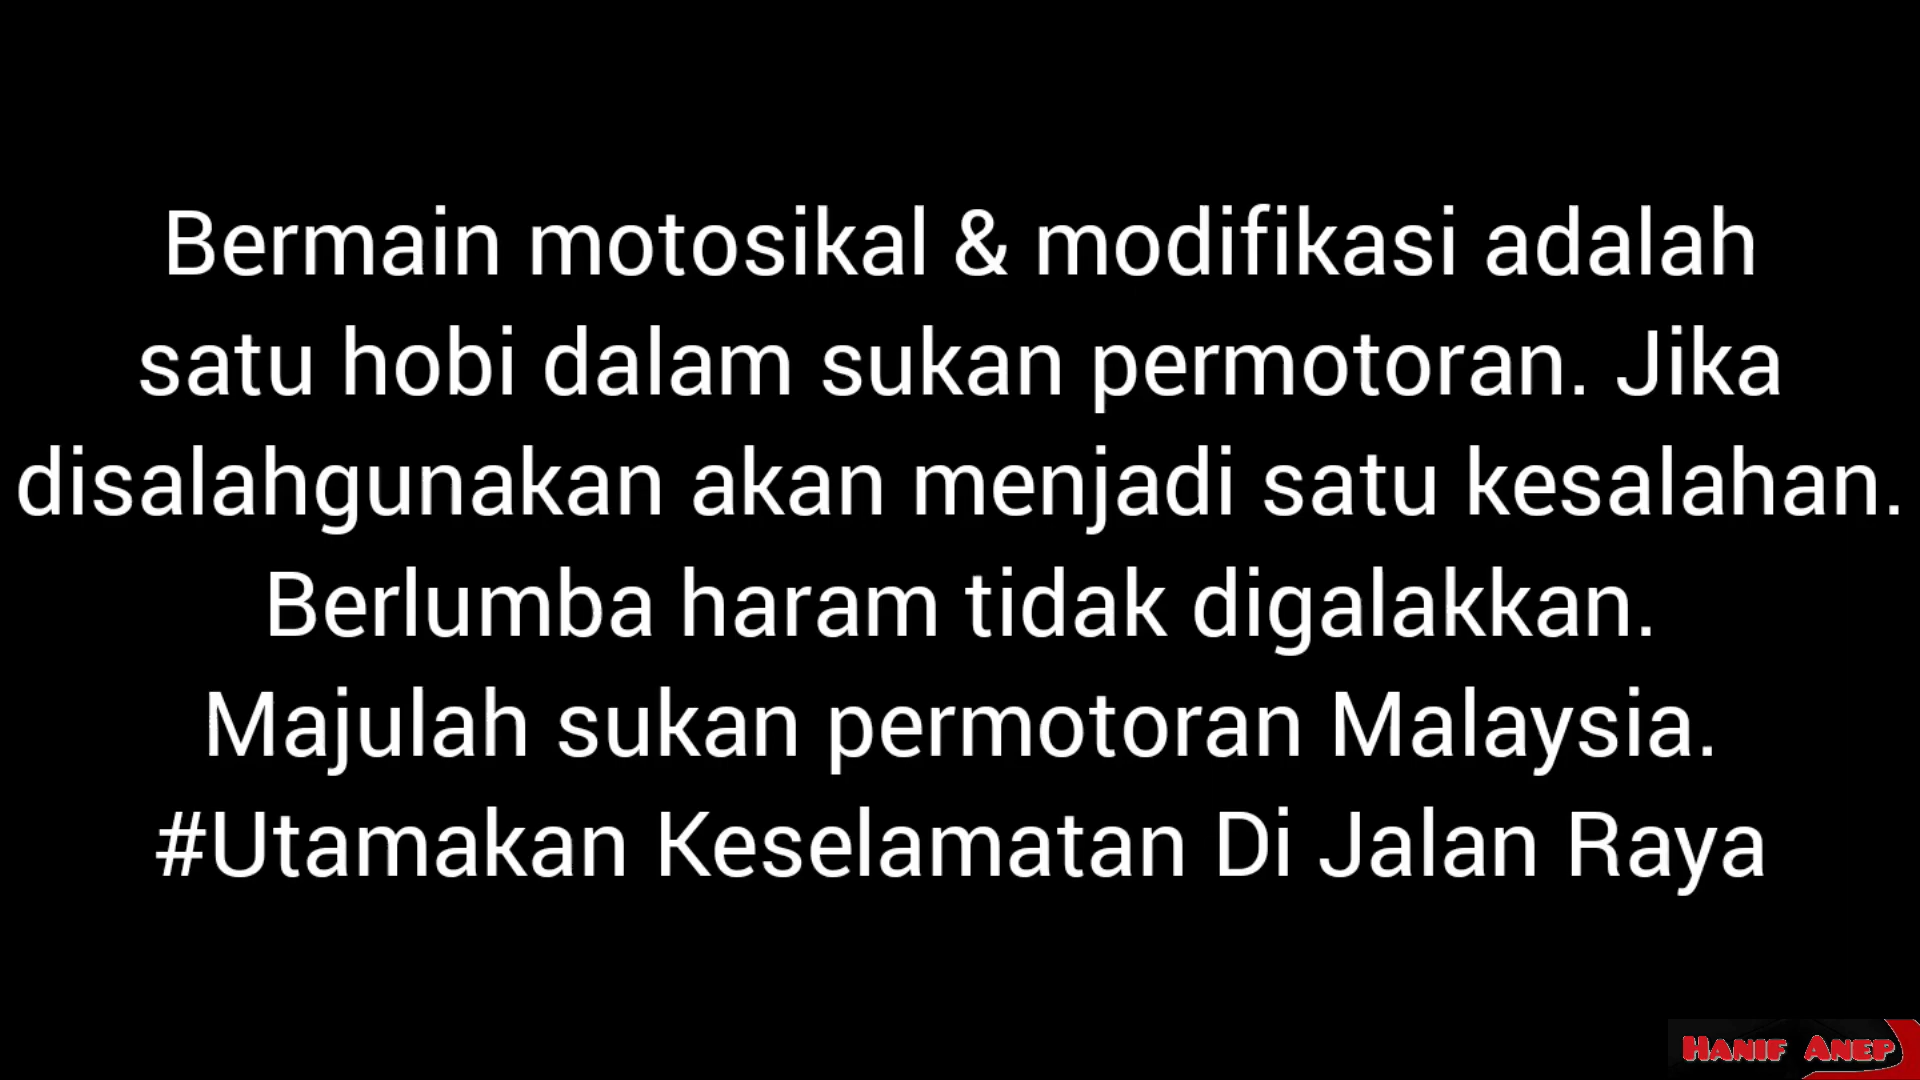 Bermain motosikal & modifikasi adalah
satu hobi dalam sukan permotoran. Jika
disalahgunakan akan menjadi satu kesalahan.
Berlumba haram tidak digalakkan.
Majulah sukan permotoran Malaysia.
#Utamakan Keselamatan Di Jalan Raya
Hanif Anep